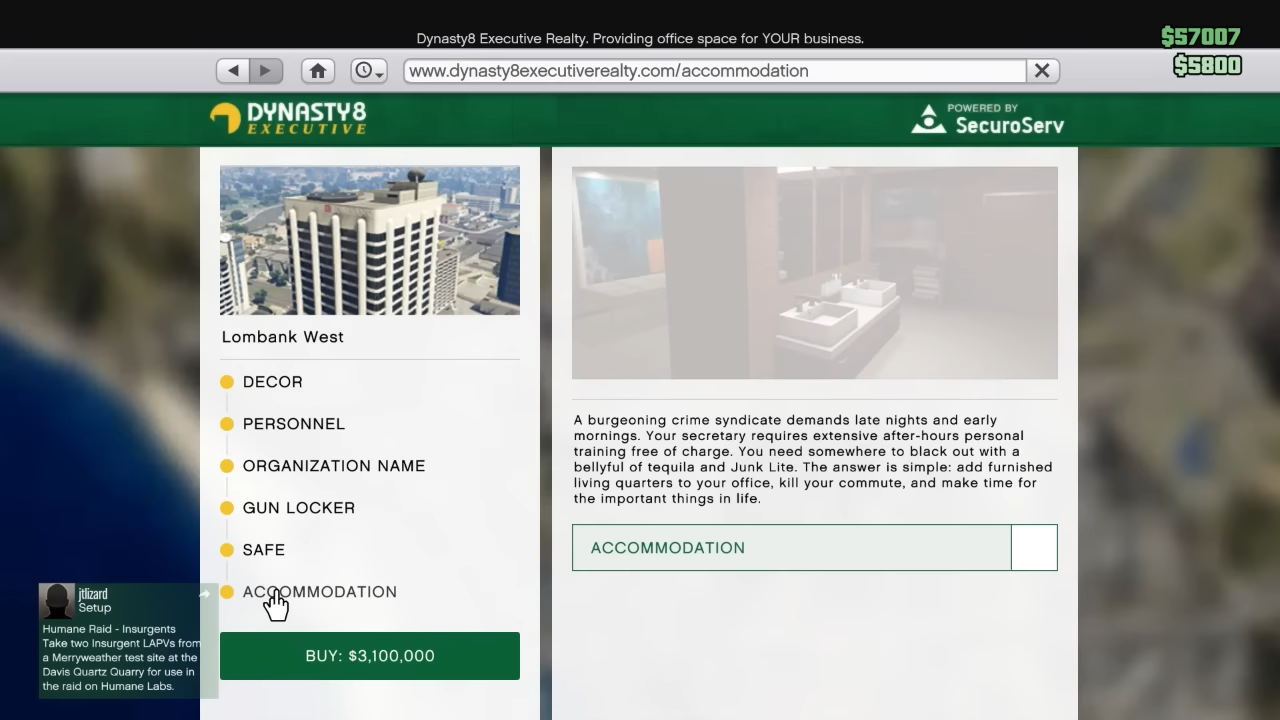 Dynasty8 Executive Realty. Providing office space for YOUR business.
$57007
$5800
www.dynasty8executiverealty.com/accommodation
DYNASTY8
EXECUTIVE
POWERED BY
SecuroServ
Lombank West
DECOR
PERSONNEL
ORGANIZATION NAME
GUN LOCKER
SAFE
ACCOMMODATION
BUY: $3,100,000
A burgeoning crime syndicate demands late nights and early
mornings. Your secretary requires extensive after-hours personal
training free of charge. You need somewhere to black out with a
bellyful of tequila and Junk Lite. The answer is simple: add furnished
living quarters to your office, kill your commute, and make time for
the important things in life.
ACCOMMODATION
jtlizard
Setup
Humane Raid - Insurgents
Take two Insurgent LAPVs from
a Merryweather test site at the
Davis Quartz Quarry for use in
the raid on Humane Labs.